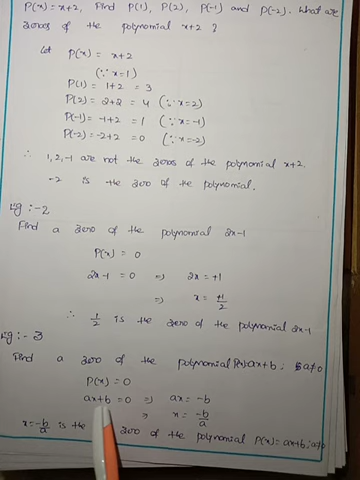 P(x) = x+2, Find P(1), P(2), P(-1) and P(-2). What are
zeroes of the polynomial x+2 ?
Let P(x) = x+2
(∵ x=1)
P(1) = 1+2 = 3
P(2) = 2+2 = 4 (∵ x=2)
P(-1) = -1+2 = 1 (∵ x=-1)
P(-2) = -2+2 = 0 (∵ x=-2)
∴ 1, 2, -1 are not the zeros of the polynomial x+2.
-2 is the zero of the polynomial.
Eg :- 2
Find a zero of the polynomial 2x-1
P(x) = 0
2x-1 = 0 => 2x = +1
=> x = +1/2
∴ 1/2 is the zero of the polynomial 2x-1
Eg :- 3
Find a zero of the polynomial P(x)=ax+b ; a≠0
P(x) = 0
ax+b = 0 => ax = -b
=> x = -b/a
x = -b/a is the zero of the polynomial P(x) = ax+b ; a≠0